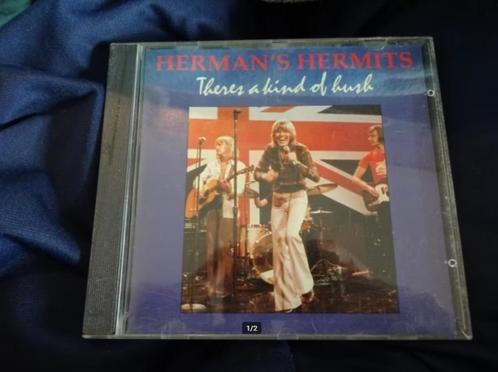 HERMAN'S HERMITS
Theres a kind of hush
1/2